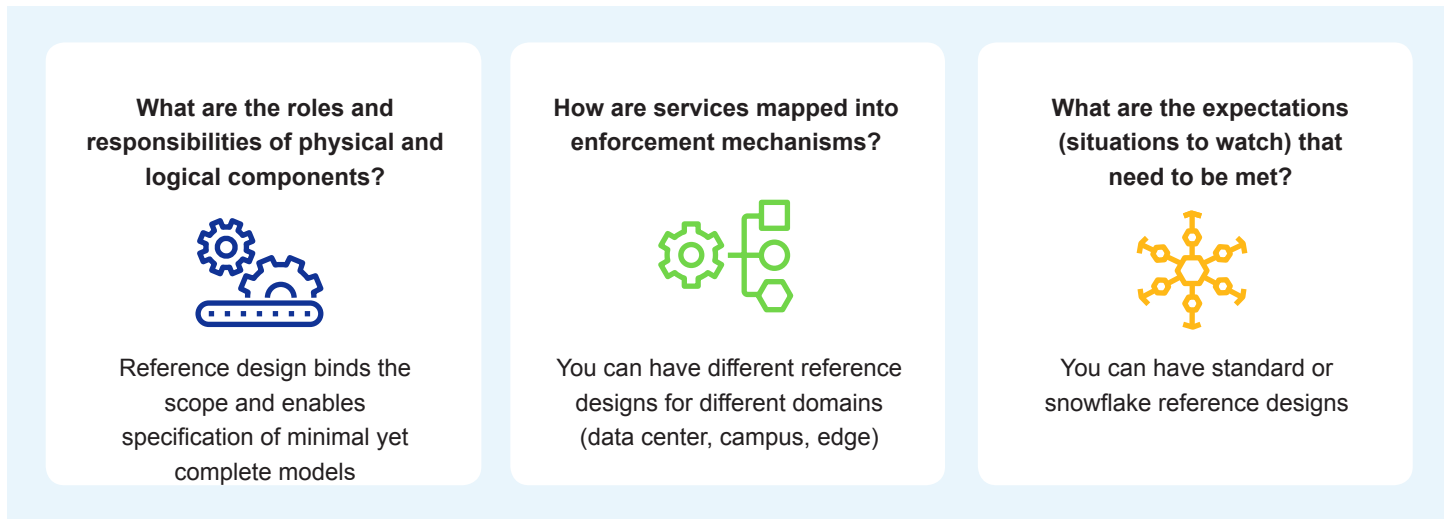 What are the roles and
responsibilities of physical and
logical components?
Reference design binds the
scope and enables
specification of minimal yet
complete models
How are services mapped into
enforcement mechanisms?
You can have different reference
designs for different domains
(data center, campus, edge)
What are the expectations
(situations to watch) that
need to be met?
You can have standard or
snowflake reference designs